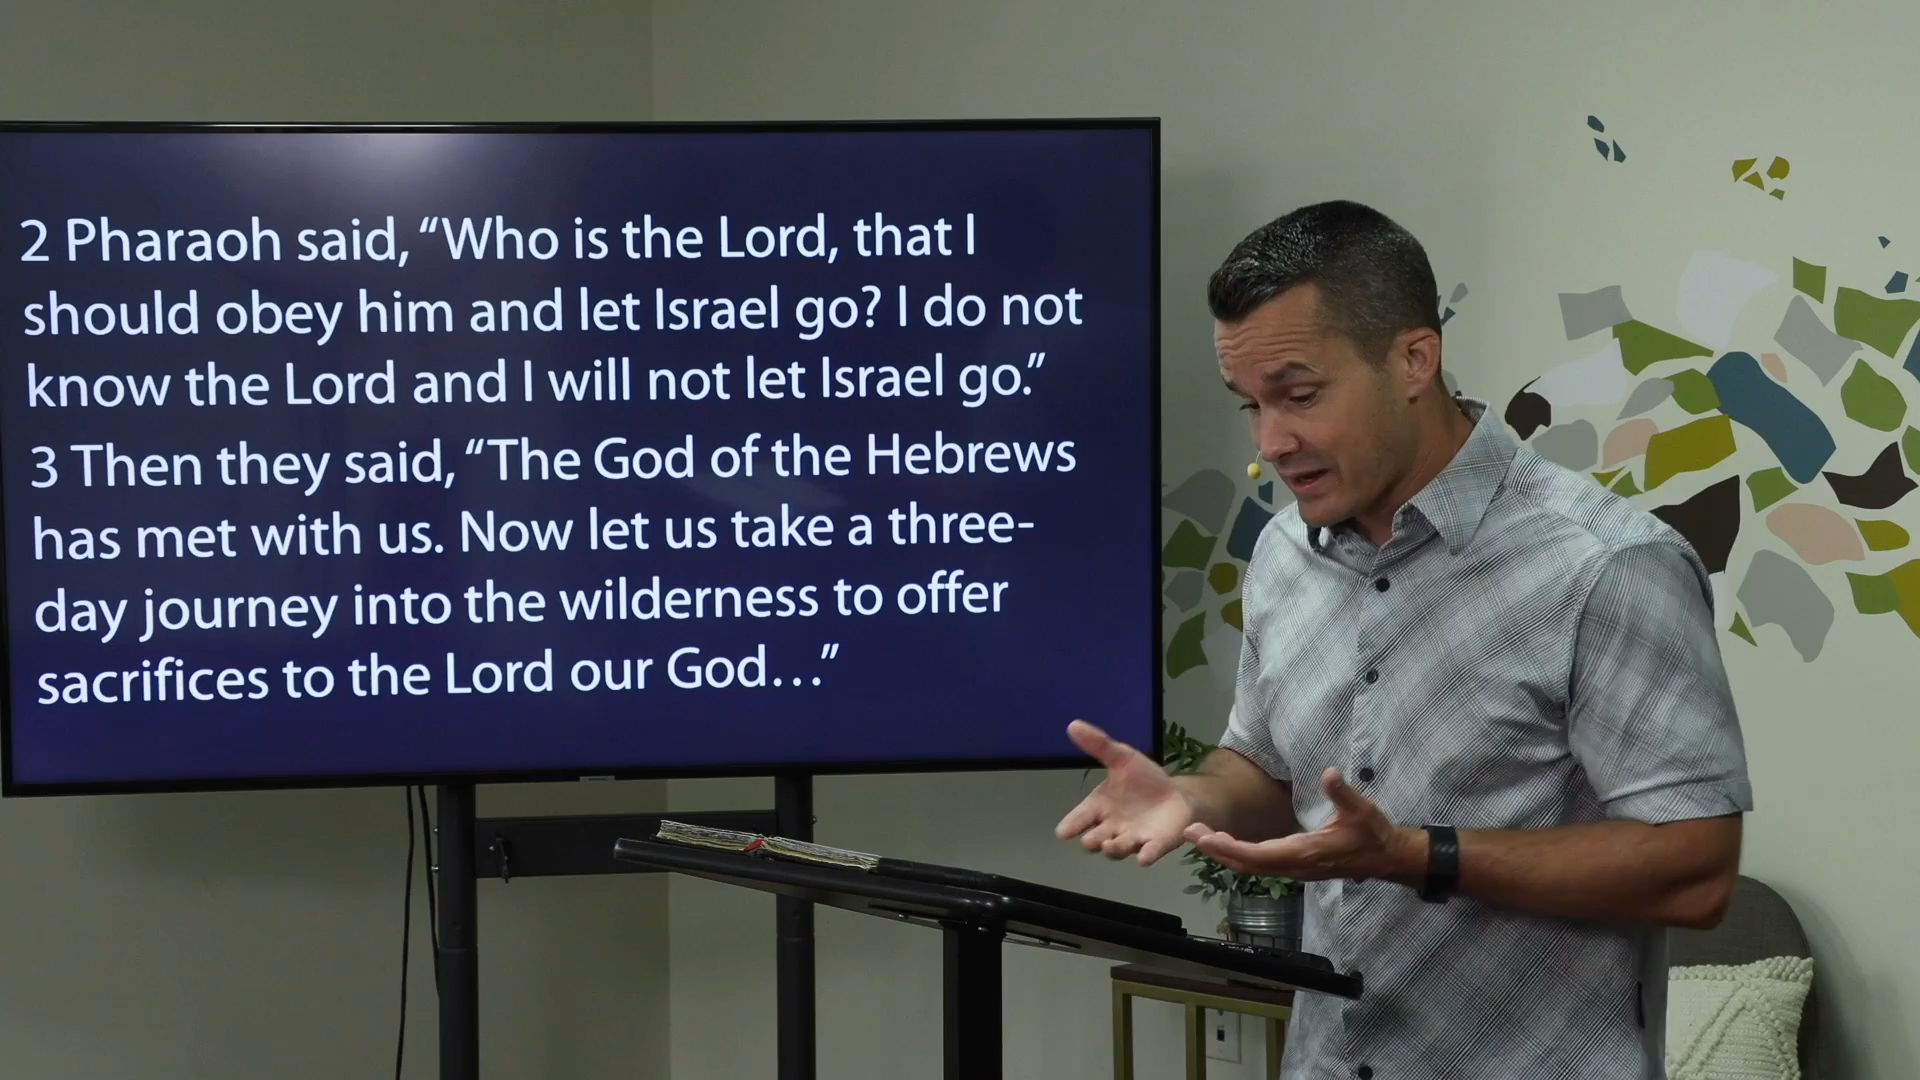 2 Pharaoh said, “Who is the Lord, that I
should obey him and let Israel go? I do not
know the Lord and I will not let Israel go.”
3 Then they said, “The God of the Hebrews
has met with us. Now let us take a three-
day journey into the wilderness to offer
sacrifices to the Lord our God…”